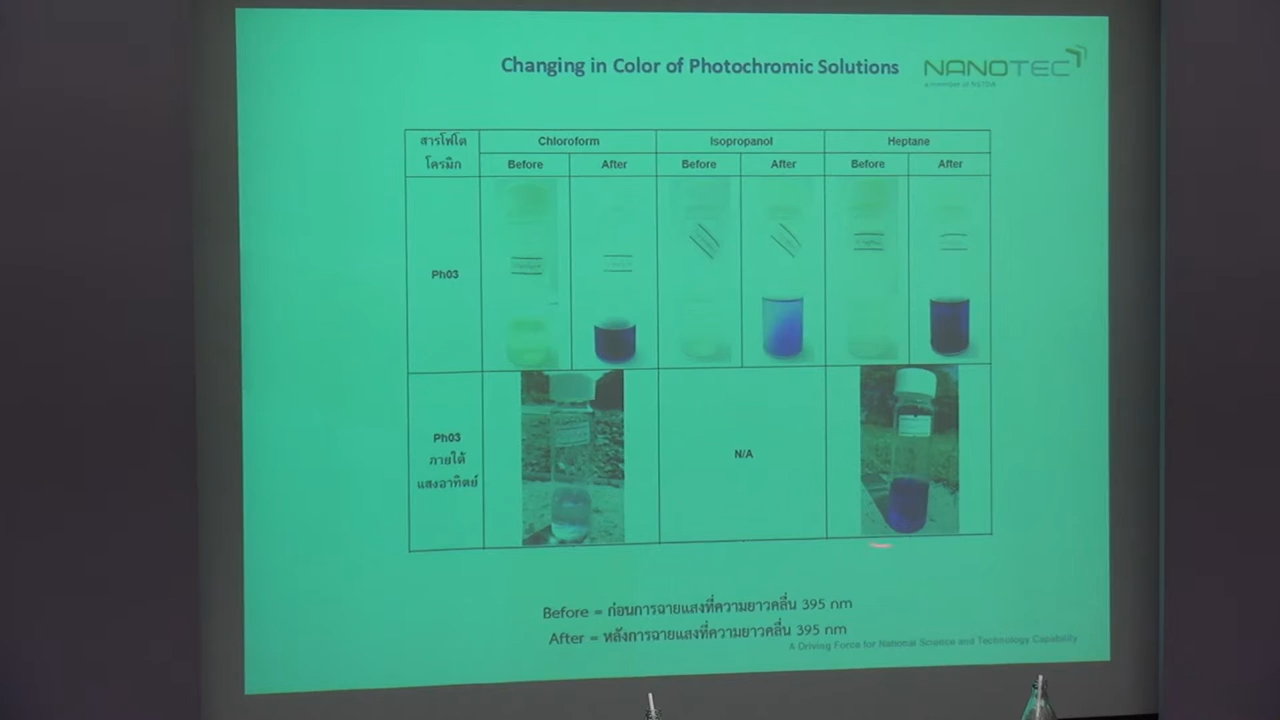 Changing in Color of Photochromic Solutions
NANOTEC
a member of NSTDA
สารโฟโต
โครมิก
Chloroform
Isopropanol
Heptane
Before
After
Before
After
Before
After
Ph03
Ph03
ภายใต้
แสงอาทิตย์
N/A
Before = ก่อนการฉายแสงที่ความยาวคลื่น 395 nm
After = หลังการฉายแสงที่ความยาวคลื่น 395 nm
A Driving Force for National Science and Technology Capability